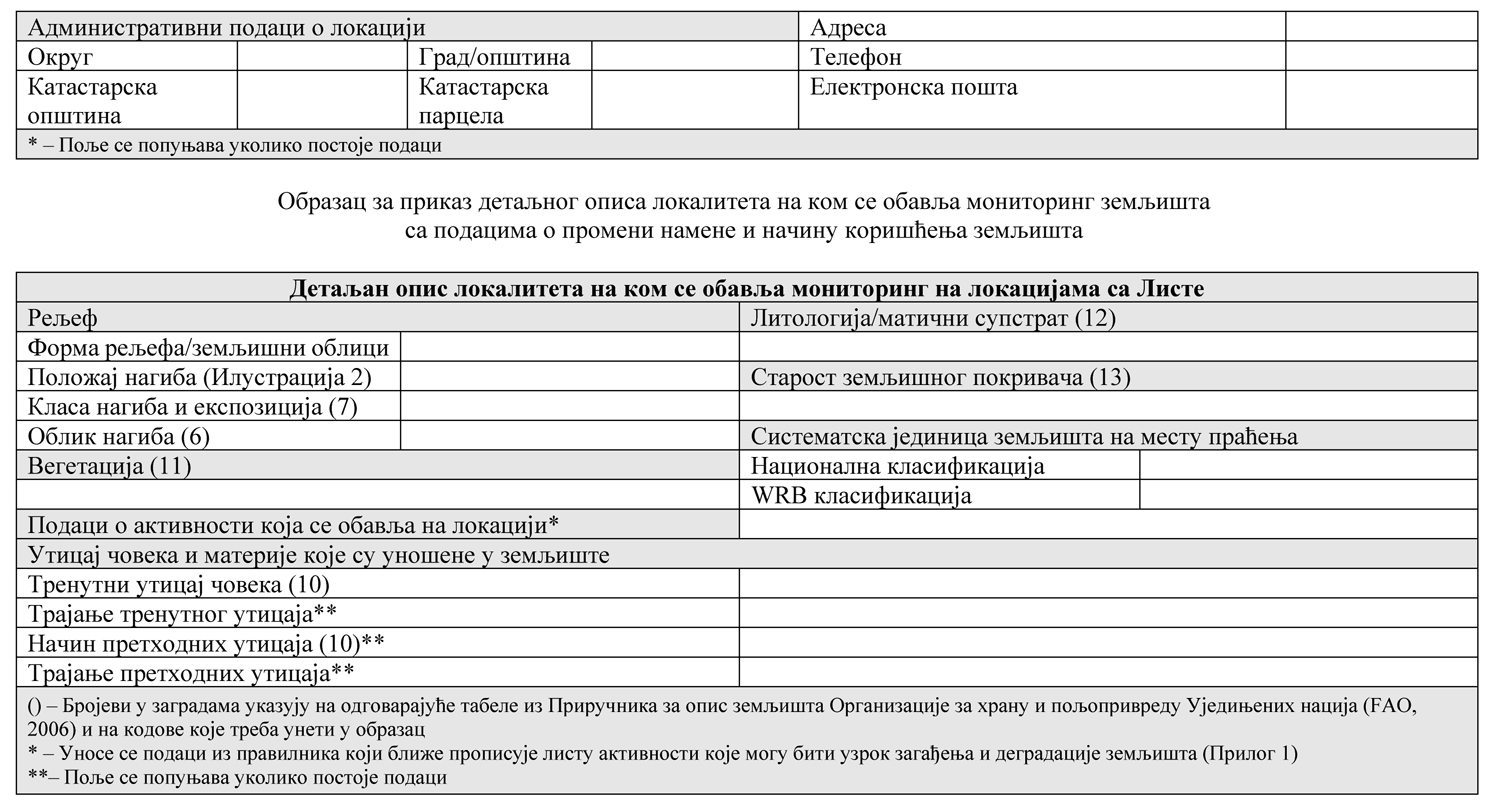 Административни подаци о локацији
Адреса
Округ
Град/општина
Телефон
Катастарска
општина
Катастарска
парцела
Електронска пошта
* – Поље се попуњава уколико постоје подаци
Образац за приказ детаљног описа локалитета на ком се обавља мониторинг земљишта
са подацима о промени намене и начину коришћења земљишта
Детаљан опис локалитета на ком се обавља мониторинг на локацијама са Листе
Рељеф
Литологија/матични супстрат (12)
Форма рељефа/земљишни облици
Положај нагиба (Илустрација 2)
Старост земљишног покривача (13)
Класа нагиба и експозиција (7)
Облик нагиба (6)
Систематска јединица земљишта на месту праћења
Вегетација (11)
Национална класификација
WRB класификација
Подаци о активности која се обавља на локацији*
Утицај човека и материје које су уношене у земљиште
Тренутни утицај човека (10)
Трајање тренутног утицаја**
Начин претходних утицаја (10)**
Трајање претходних утицаја**
() – Бројеви у заградама указују на одговарајуће табеле из Приручника за опис земљишта Организације за храну и пољопривреду Уједињених нација (FAO,
2006) и на кодове које треба унети у образац
* – Уносе се подаци из правилника који ближе прописује листу активности које могу бити узрок загађења и деградације земљишта (Прилог 1)
**– Поље се попуњава уколико постоје подаци